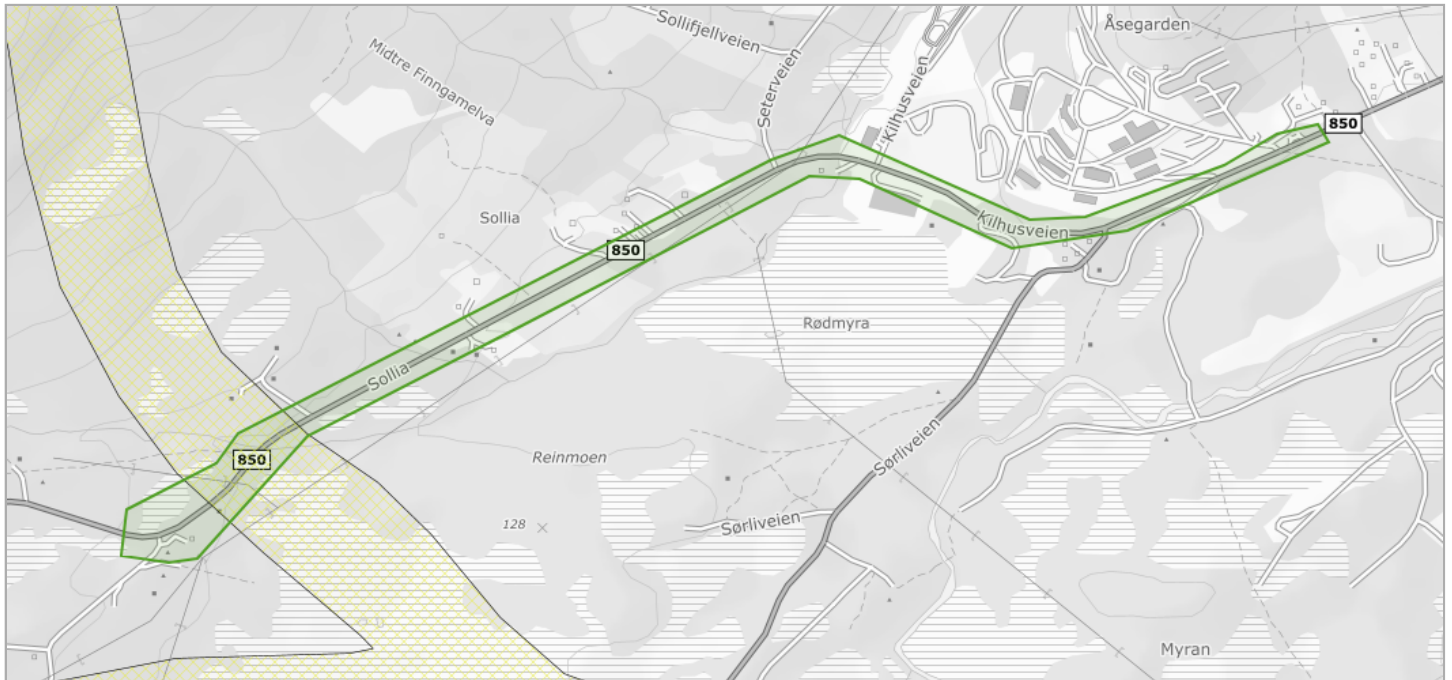 Sollifjellveien
Åsegarden
Midtre Finngamelva
Seterveien
Kilhusveien
850
Sollia
Kilhusveien
850
Rødmyra
Sollia
Sørliveien
850
Reinmoen
128
Sørliveien
Myran